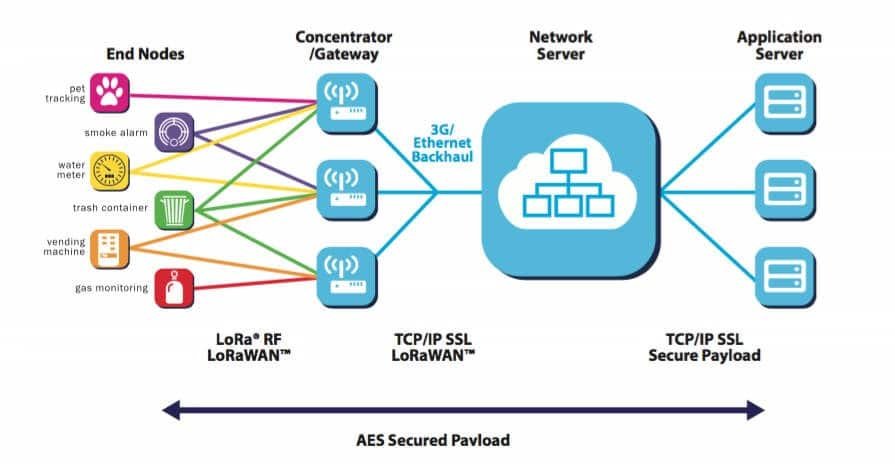 End Nodes
Concentrator
/Gateway
Network
Server
Application
Server
pet
tracking
smoke alarm
water
meter
trash container
vending
machine
gas monitoring
3G/
Ethernet
Backhaul
LoRa® RF
LoRaWAN™
TCP/IP SSL
LoRaWAN™
TCP/IP SSL
Secure Payload
AES Secured Payload